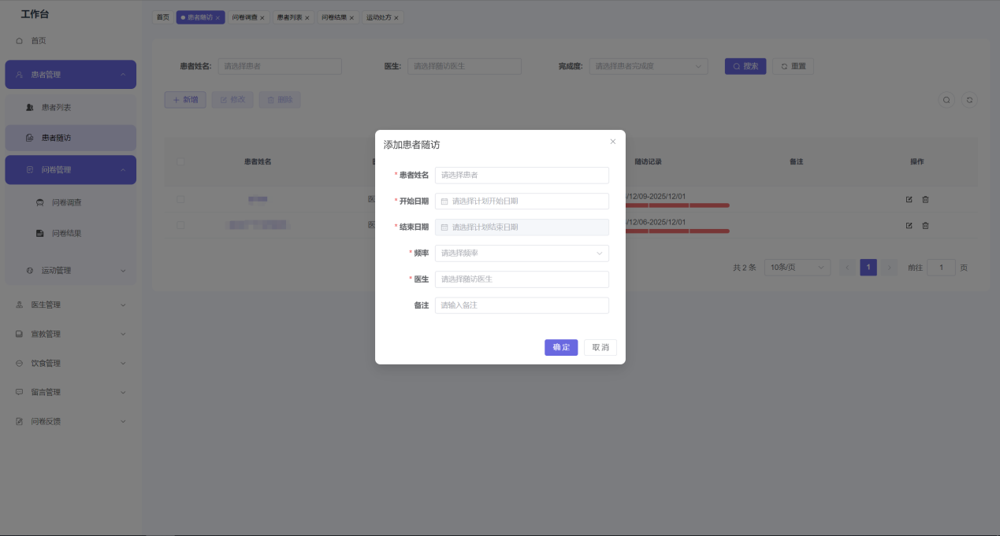 工作台
首页
患者管理
患者列表
患者随访
问卷管理
问卷调查
问卷结果
运动管理
医生管理
宣教管理
饮食管理
留言管理
问卷反馈
首页 患者随访 × 问卷调查 × 患者列表 × 问卷结果 × 运动处方 ×
患者姓名: 请选择患者 医生: 请选择随访医生 完成度: 请选择患者完成度 搜索 重置
+ 新增 修改 删除
患者姓名 随访记录 备注 操作
/12/09-2025/12/01
/12/06-2025/12/01
共 2 条 10条/页 < 1 > 前往 1 页
添加患者随访 ×
* 患者姓名 请选择患者
* 开始日期 请选择计划开始日期
* 结束日期 请选择计划结束日期
* 频率 请选择频率
* 医生 请选择随访医生
备注 请输入备注
确定 取消